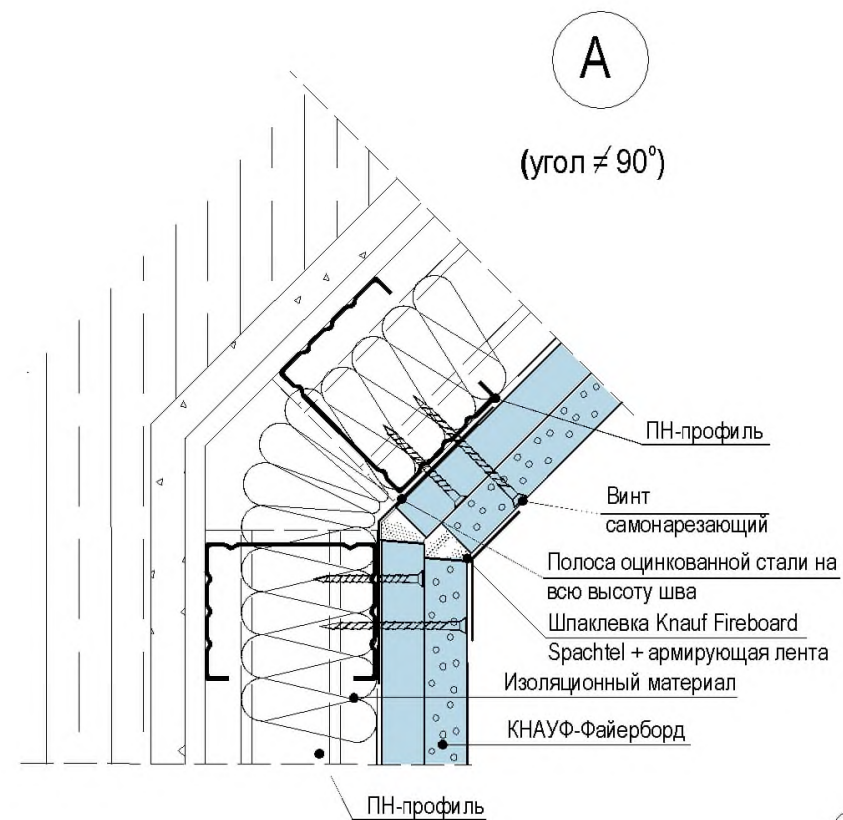 А
(угол ≠ 90°)
ПН-профиль
Винт
самонарезающий
Полоса оцинкованной стали на
всю высоту шва
Шпаклевка Knauf Fireboard
Spachtel + армирующая лента
Изоляционный материал
КНАУФ-Файерборд
ПН-профиль